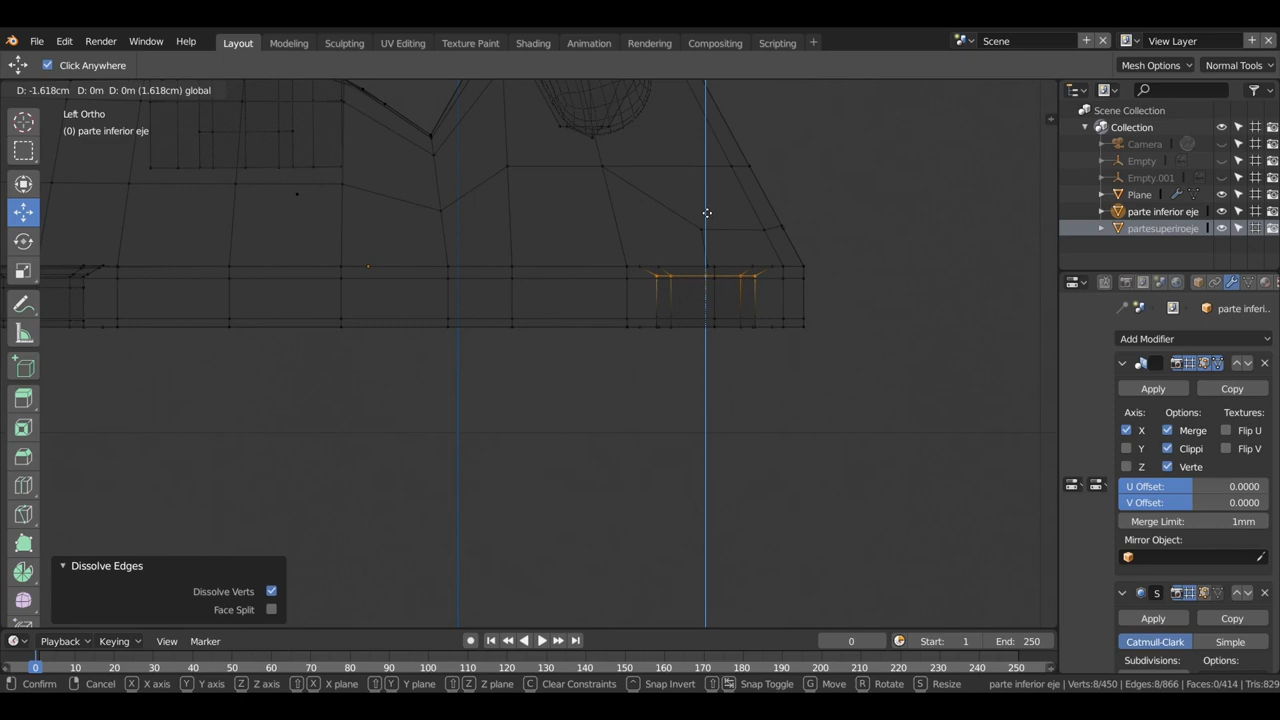 File Edit Render Window Help Layout Modeling Sculpting UV Editing Texture Paint Shading Animation Rendering Compositing Scripting + Scene View Layer
Click Anywhere Mesh Options Normal Tools
D: -1.618cm D: 0m D: 0m (1.618cm) global
Left Ortho
(0) parte inferior eje
Scene Collection
Collection
Camera
Empty
Empty.001
Plane
parte inferior eje
partesuperiroeje
parte inferi..
Add Modifier
Apply Copy
Axis: Options: Textures:
X Merge Flip U
Y Clippi Flip V
Z Verte
U Offset: 0.0000
V Offset: 0.0000
Merge Limit: 1mm
Mirror Object:
S
Apply Copy
Catmull-Clark Simple
Subdivisions: Options:
Dissolve Edges
Dissolve Verts
Face Split
Playback Keying View Marker 0 Start: 1 End: 250
0 10 20 30 40 50 60 70 80 90 100 110 120 130 140 150 160 170 180 190 200 210 220 230 240 250
Confirm Cancel X X axis Y Y axis Z Z axis X X plane Y Y plane Z Z plane C Clear Constraints Snap Invert Snap Toggle G Move R Rotate S Resize parte inferior eje | Verts:8/450 | Edges:8/866 | Faces:0/414 | Tris:829